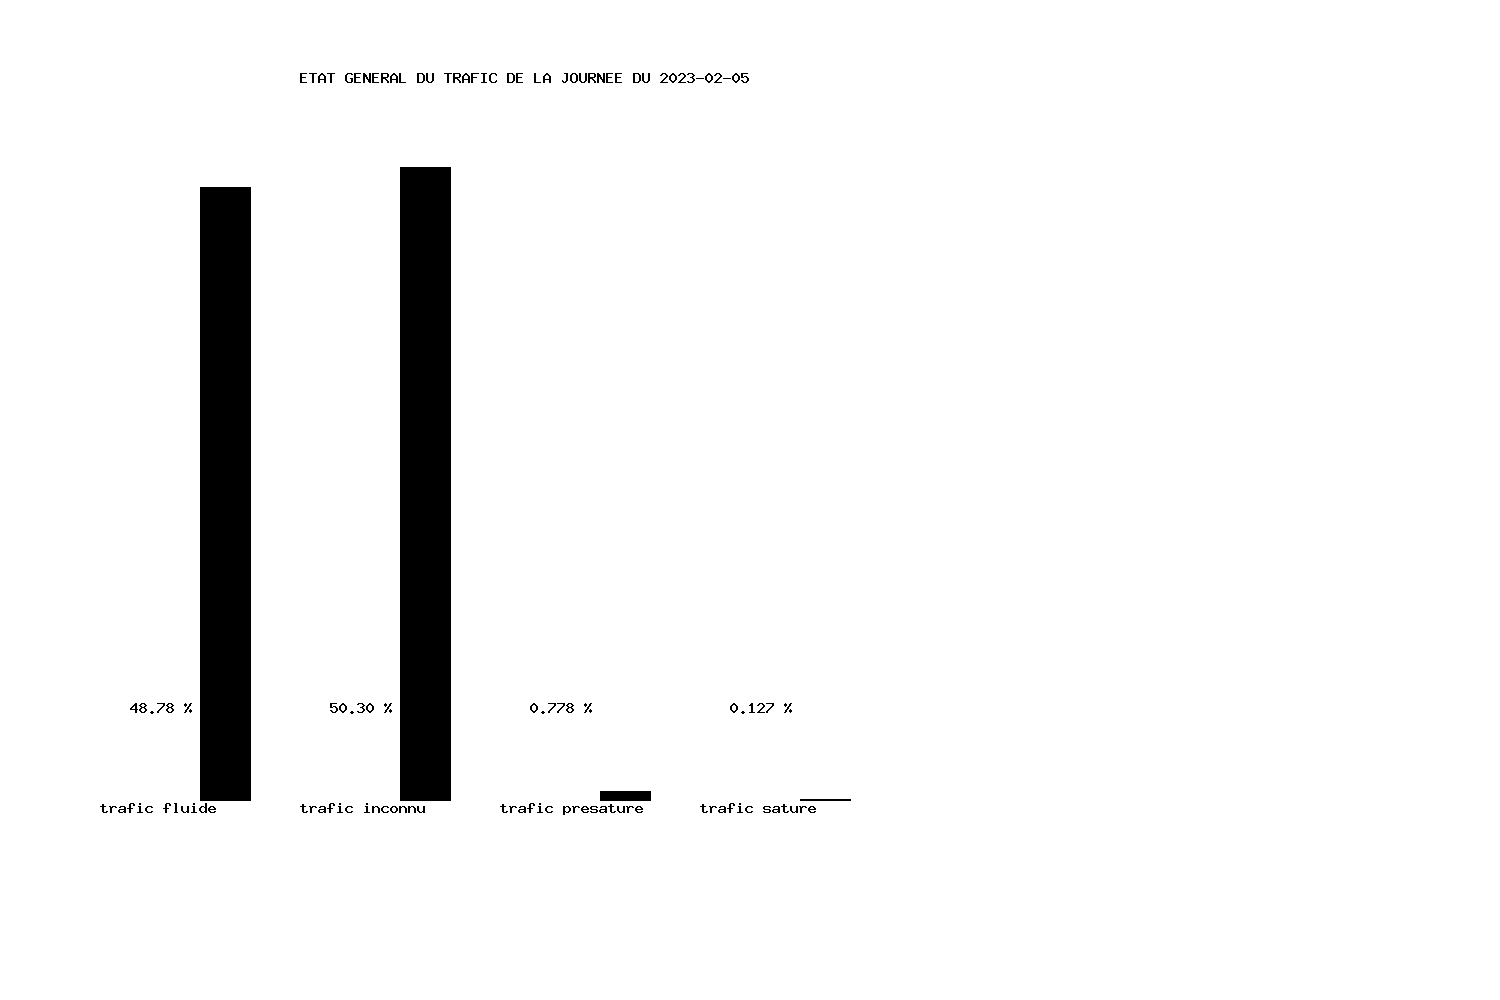 ETAT GENERAL DU TRAFIC DE LA JOURNEE DU 2023-02-05
48.78 %
50.30 %
0.778 %
0.127 %
trafic fluide
trafic inconnu
trafic presature
trafic sature